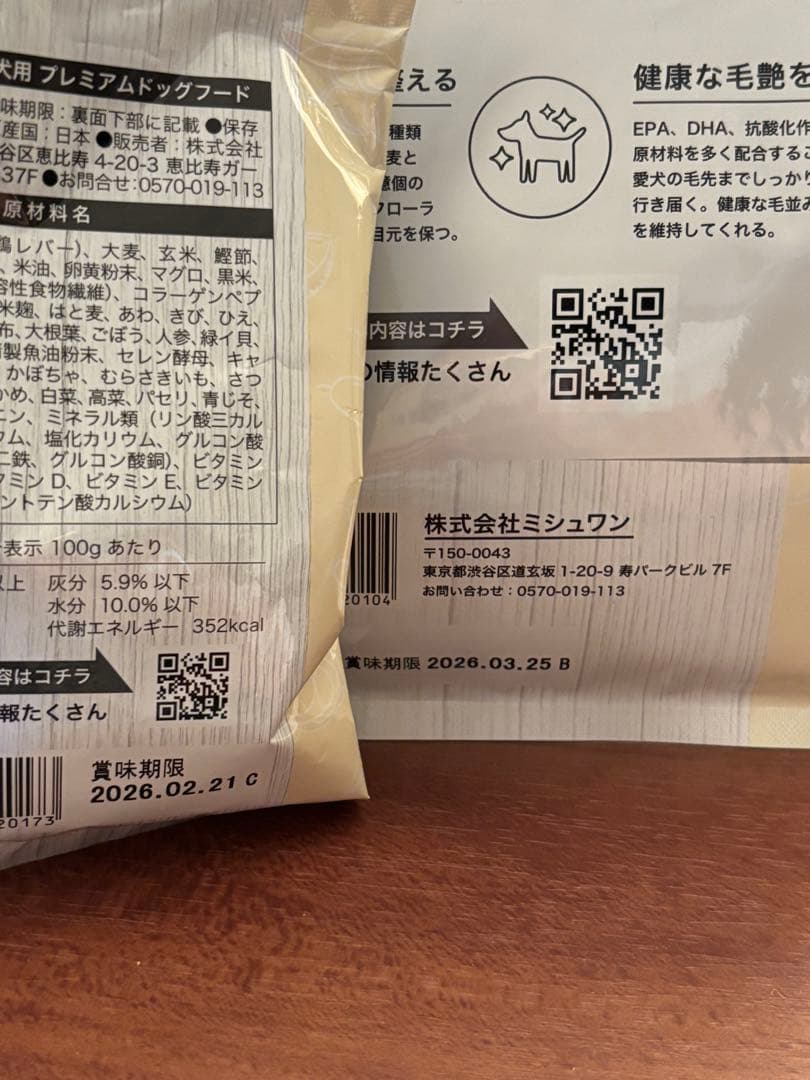 犬用 プレミアムドッグフード
味期限：裏面下部に記載 ●保存
産国：日本 ●販売者：株式会社
谷区恵比寿 4-20-3 恵比寿ガー
37F ●お問合せ：0570-019-113
原材料名
鶏レバー）、大麦、玄米、鰹節、
、米油、卵黄粉末、マグロ、黒米、
溶性食物繊維）、コラーゲンペプ
米麹、はと麦、あわ、きび、ひえ、
布、大根葉、ごぼう、人参、緑イ貝、
製魚油粉末、セレン酵母、キャ
かぼちゃ、むらさきいも、さつ
かめ、白菜、高菜、パセリ、青じそ、
ニン、ミネラル類（リン酸三カル
ウム、塩化カリウム、グルコン酸
二鉄、グルコン酸銅）、ビタミン
タミン D、ビタミン E、ビタミン
ントテン酸カルシウム）
表示 100g あたり
以上 灰分 5.9% 以下
水分 10.0% 以下
代謝エネルギー 352kcal
容はコチラ
報たくさん
賞味期限
2026.02.21 C
20173
整える
種類
麦と
億個の
フローラ
目元を保つ。
健康な毛艶を
EPA、DHA、抗酸化作
原材料を多く配合するこ
愛犬の毛先までしっかり
行き届く。健康な毛並み
を維持してくれる。
内容はコチラ
の情報たくさん
株式会社ミシュワン
〒150-0043
東京都渋谷区道玄坂 1-20-9 寿パークビル 7F
お問い合わせ：0570-019-113
20104
賞味期限 2026.03.25 B